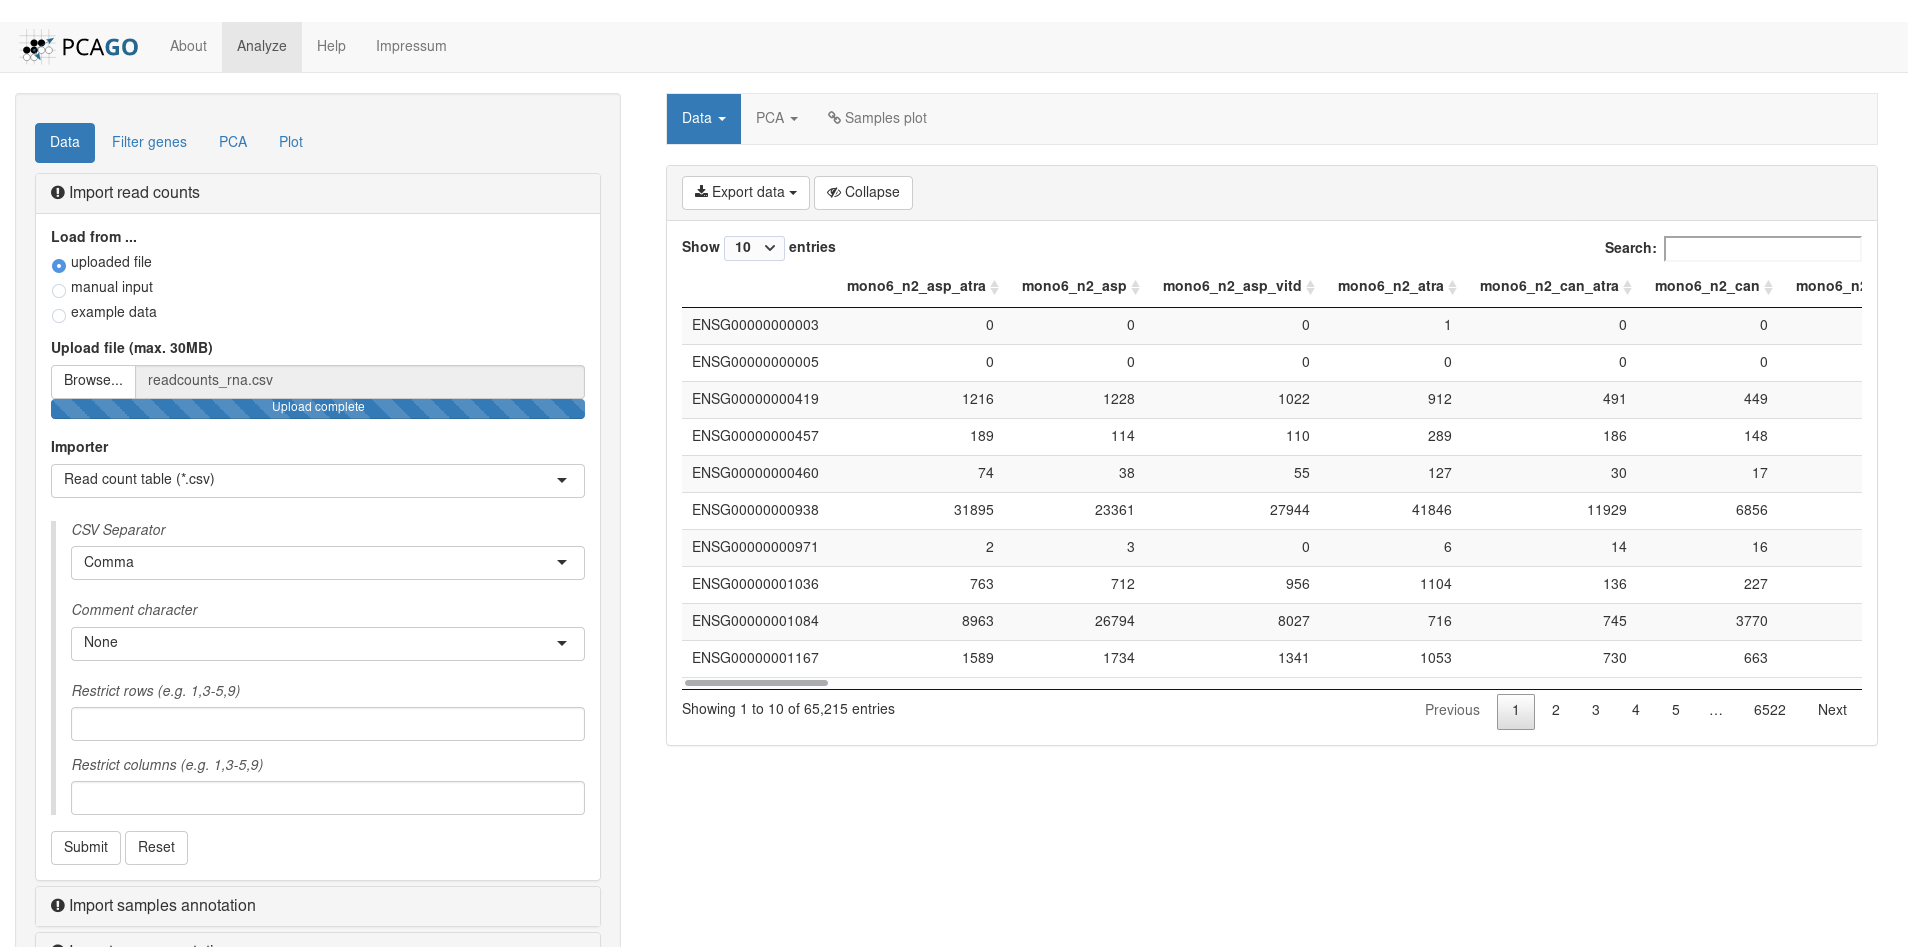 PCAGO About Analyze Help Impressum
Data Filter genes PCA Plot
Import read counts
Load from ...
uploaded file
manual input
example data
Upload file (max. 30MB)
Browse... readcounts_rna.csv
Upload complete
Importer
Read count table (*.csv)
CSV Separator
Comma
Comment character
None
Restrict rows (e.g. 1,3-5,9)
Restrict columns (e.g. 1,3-5,9)
Submit Reset
Import samples annotation
Data PCA Samples plot
Export data Collapse
Show 10 entries Search:
mono6_n2_asp_atra mono6_n2_asp mono6_n2_asp_vitd mono6_n2_atra mono6_n2_can_atra mono6_n2_can
ENSG00000000003 0 0 0 1 0 0
ENSG00000000005 0 0 0 0 0 0
ENSG00000000419 1216 1228 1022 912 491 449
ENSG00000000457 189 114 110 289 186 148
ENSG00000000460 74 38 55 127 30 17
ENSG00000000938 31895 23361 27944 41846 11929 6856
ENSG00000000971 2 3 0 6 14 16
ENSG00000001036 763 712 956 1104 136 227
ENSG00000001084 8963 26794 8027 716 745 3770
ENSG00000001167 1589 1734 1341 1053 730 663
Showing 1 to 10 of 65,215 entries Previous 1 2 3 4 5 … 6522 Next